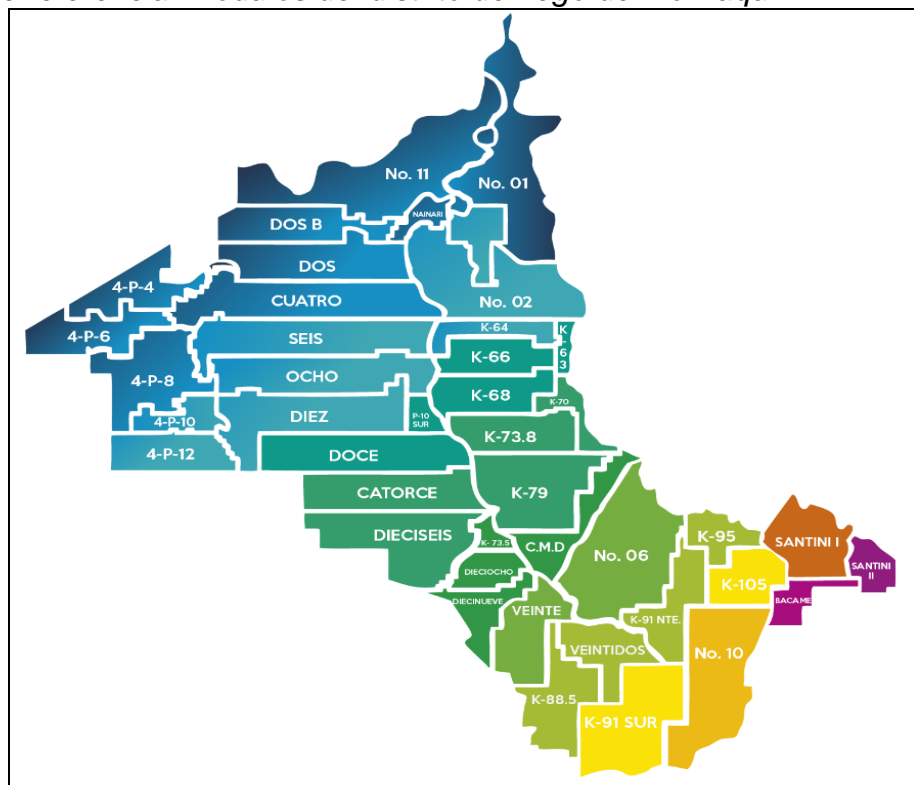 No. 11
No. 01
NAINARI
DOS B
DOS
4-P-4
CUATRO
No. 02
4-P-6
SEIS
K-64
K-63
K-66
4-P-8
OCHO
K-68
K-70
4-P-10
DIEZ
P-10
SUR
K-73.8
4-P-12
DOCE
CATORCE
K-79
DIECISEIS
K- 73.5
C.M.D
No. 06
K-95
SANTINI I
SANTINI
II
DIECIOCHO
K-105
DIECINUEVE
VEINTE
BACAME
K-91 NTE.
VEINTIDOS
No. 10
K-88.5
K-91 SUR